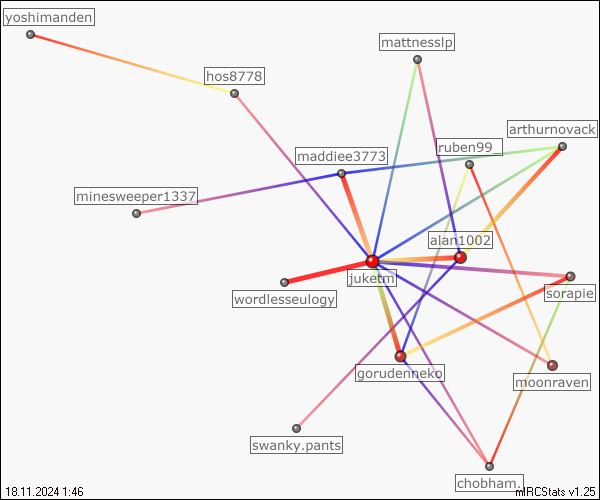 yoshimanden
mattnesslp
hos8778
arthurnovack
ruben99_
maddiee3773
minesweeper1337
alan1002
juketm
sorapie
wordlesseulogy
gorudenneko
moonraven
swanky.pants
chobham.
18.11.2024 1:46
mIRCStats v1.25